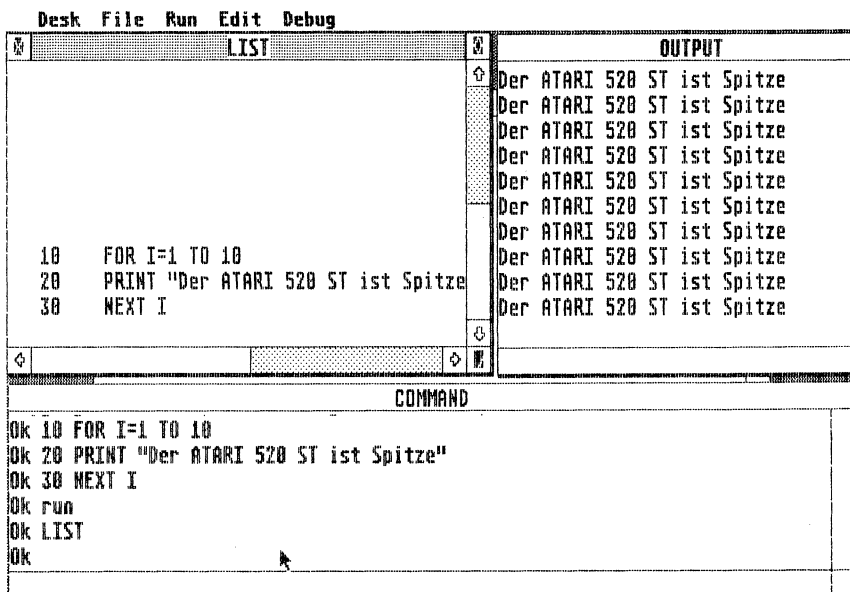 Desk File Run Edit Debug
LIST
10 FOR I=1 TO 10
20 PRINT "Der ATARI 520 ST ist Spitze
30 NEXT I
OUTPUT
Der ATARI 520 ST ist Spitze
Der ATARI 520 ST ist Spitze
Der ATARI 520 ST ist Spitze
Der ATARI 520 ST ist Spitze
Der ATARI 520 ST ist Spitze
Der ATARI 520 ST ist Spitze
Der ATARI 520 ST ist Spitze
Der ATARI 520 ST ist Spitze
Der ATARI 520 ST ist Spitze
Der ATARI 520 ST ist Spitze
COMMAND
Ok 10 FOR I=1 TO 10
Ok 20 PRINT "Der ATARI 520 ST ist Spitze"
Ok 30 NEXT I
Ok run
Ok LIST
Ok